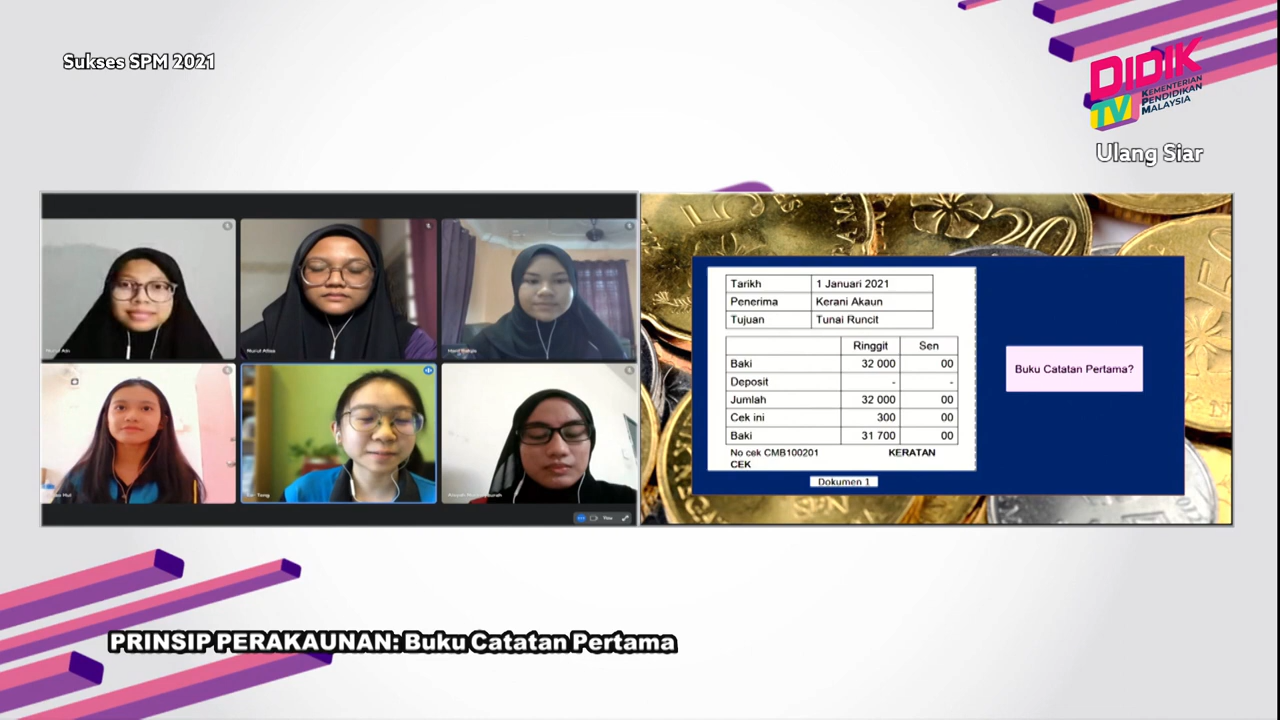 Sukses SPM 2021
DIDIK
TV
KEMENTERIAN
PENDIDIKAN
MALAYSIA
Ulang Siar
Tarikh 1 Januari 2021
Penerima Kerani Akaun
Tujuan Tunai Runcit
Ringgit Sen
Baki 32 000 00
Deposit - -
Jumlah 32 000 00
Cek ini 300 00
Baki 31 700 00
No cek CMB100201 KERATAN
CEK
Dokumen 1
Buku Catatan Pertama?
You
20
PRINSIP PERAKAUNAN: Buku Catatan Pertama